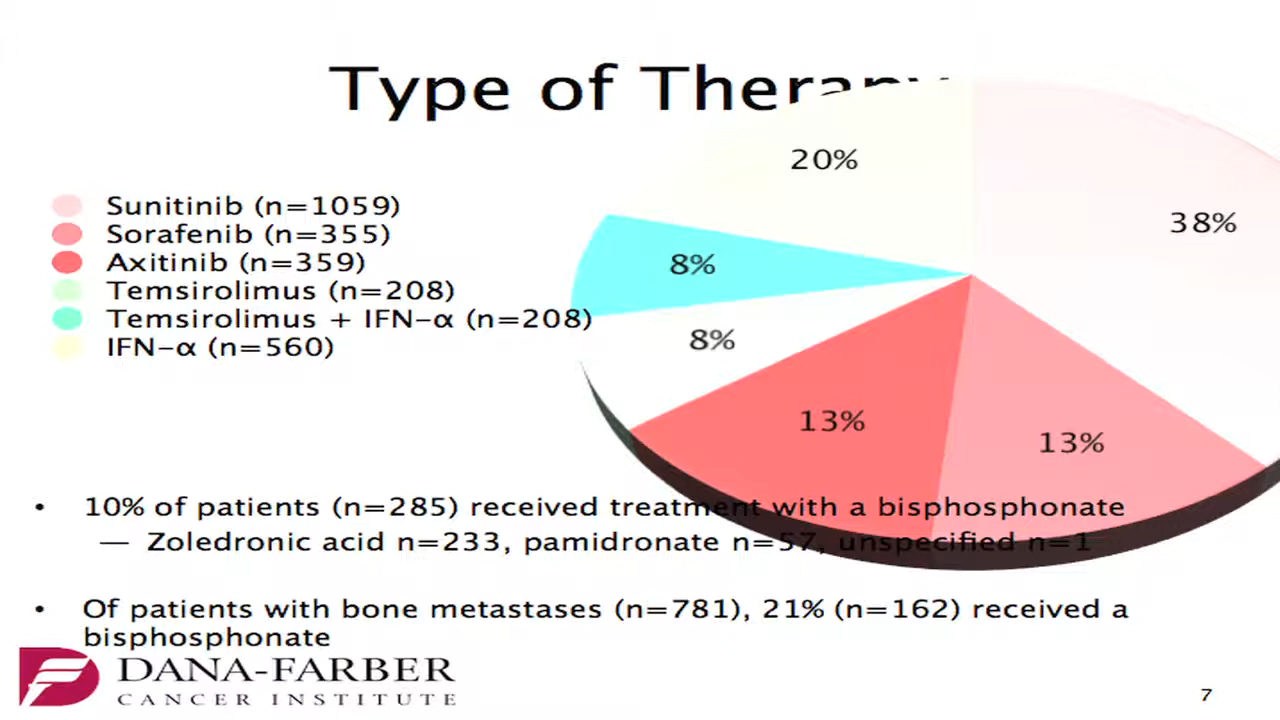 Type of Therapy
20%
38%
Sunitinib (n=1059)
Sorafenib (n=355)
Axitinib (n=359)
Temsirolimus (n=208)
Temsirolimus + IFN–α (n=208)
IFN–α (n=560)
8%
8%
13%
13%
• 10% of patients (n=285) received treatment with a bisphosphonate
— Zoledronic acid n=233, pamidronate n=57, unspecified n=1
• Of patients with bone metastases (n=781), 21% (n=162) received a
bisphosphonate
DANA-FARBER
CANCER INSTITUTE
7